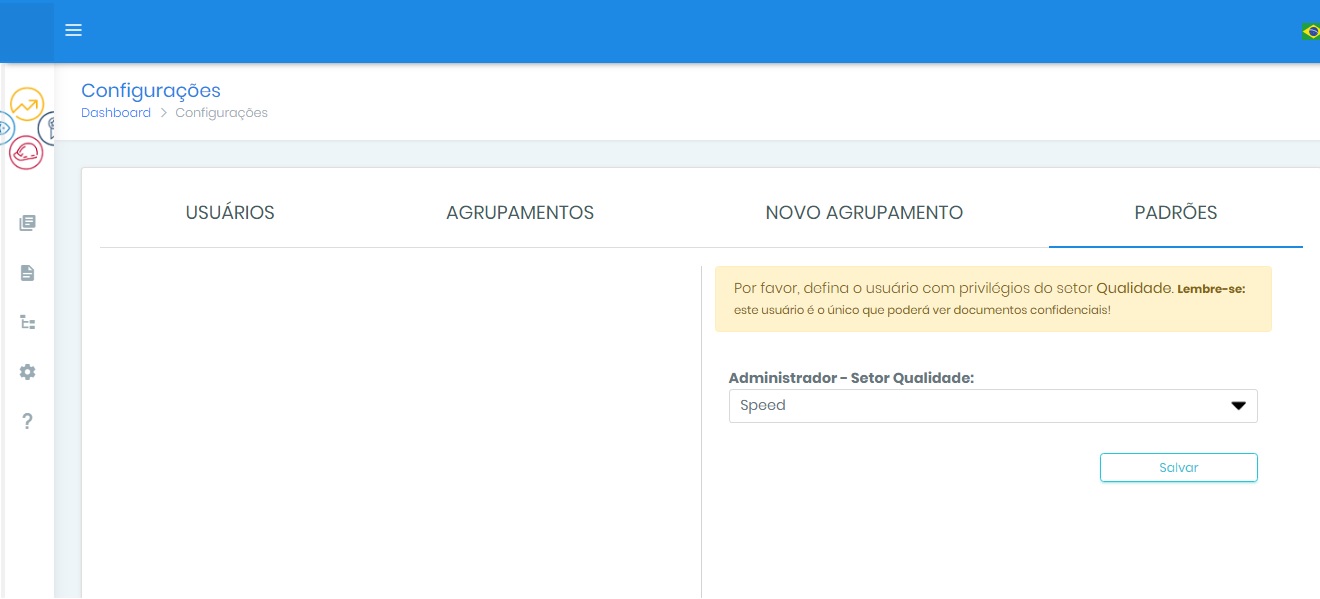 Configurações
Dashboard > Configurações
USUÁRIOS AGRUPAMENTOS NOVO AGRUPAMENTO PADRÕES
Por favor, defina o usuário com privilégios do setor Qualidade. Lembre-se:
este usuário é o único que poderá ver documentos confidenciais!
Administrador - Setor Qualidade:
Speed
Salvar